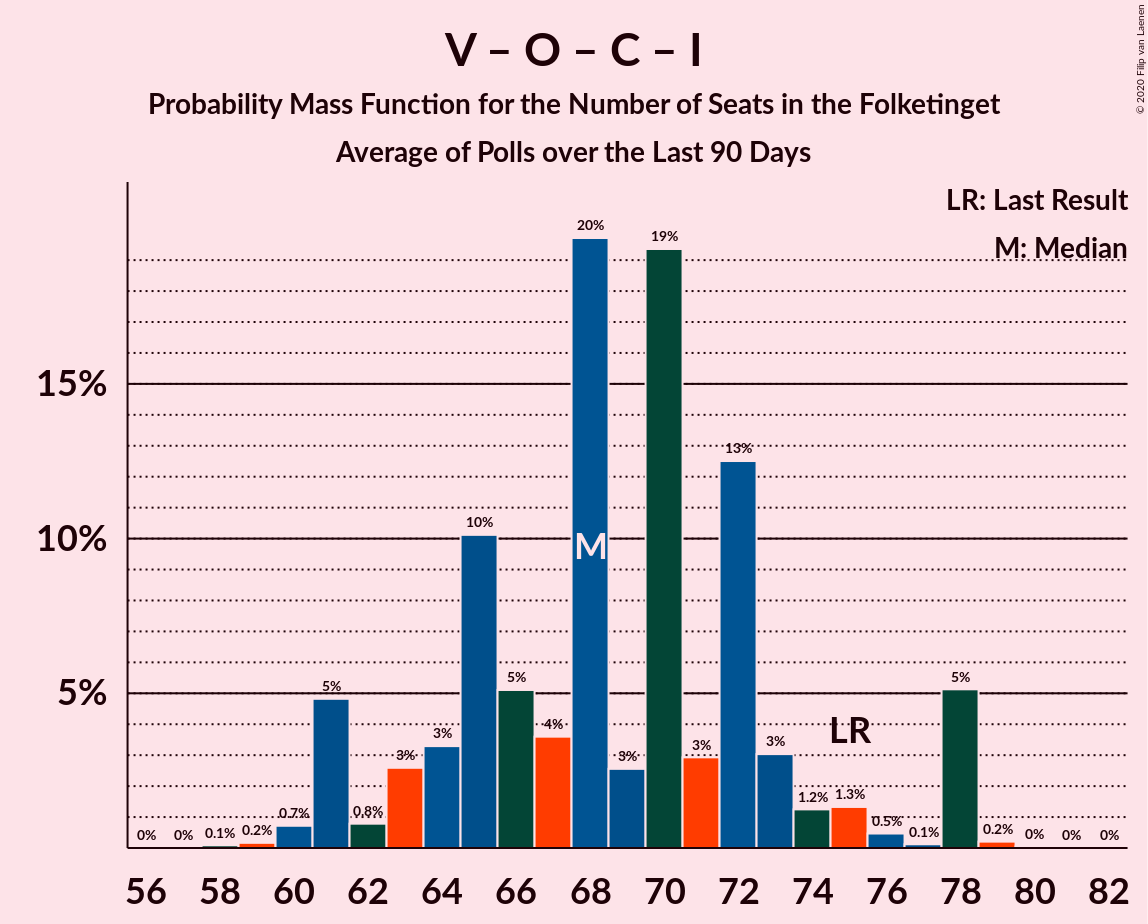 V – O – C – I
Probability Mass Function for the Number of Seats in the Folketinget
Average of Polls over the Last 90 Days
© 2020 Filip van Laenen
LR: Last Result
M: Median
15%
10%
5%
0% 0% 0.1% 0.2% 0.7% 5% 0.8% 3% 3% 10% 5% 4% 20% 3% 19% 3% 13% 3% 1.2% 1.3% 0.5% 0.1% 5% 0.2% 0% 0% 0%
M
LR
56 58 60 62 64 66 68 70 72 74 76 78 80 82